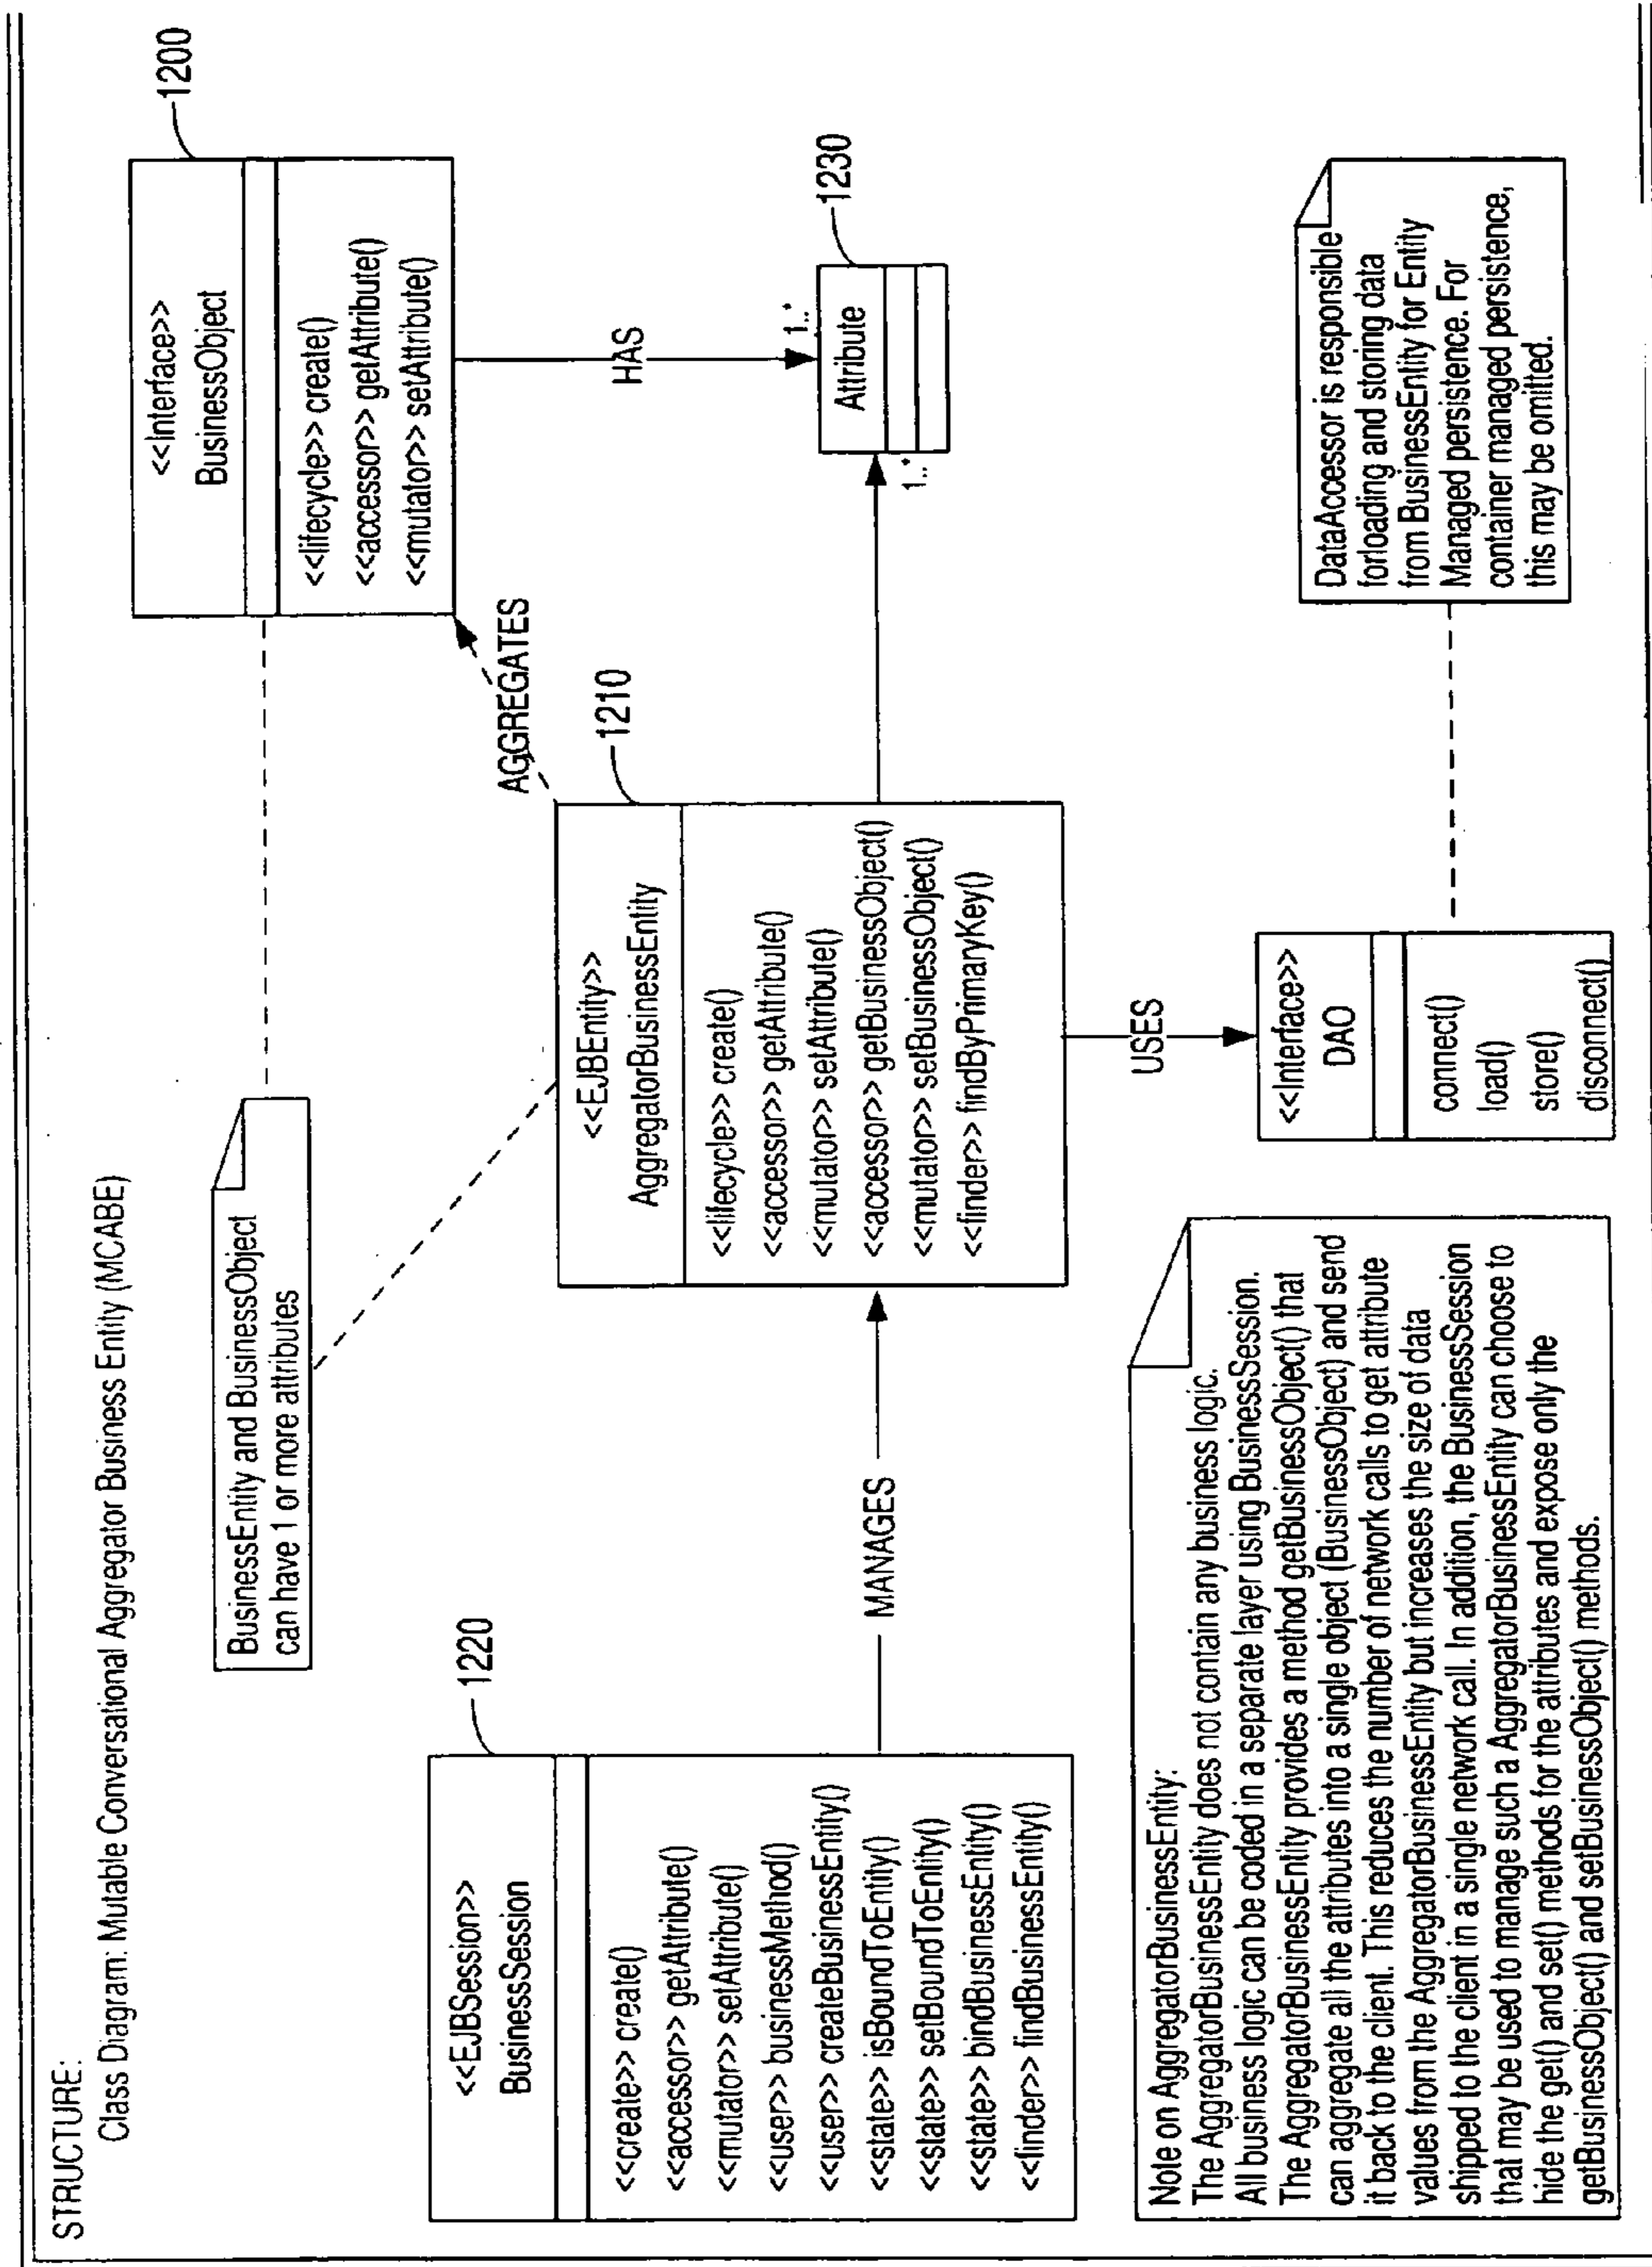 STRUCTURE:
Class Diagram: Mutable Conversational Aggregator Business Entity (MCABE)
BusinessEntity and BusinessObject
can have 1 or more attributes
<<Interface>>
BusinessObject
<<lifecycle>> create()
<<accessor>> getAttribute()
<<mutator>> setAttribute()
1200
<<EJBSession>>
BusinessSession
<<create>> create()
<<accessor>> getAttribute()
<<mutator>> setAttribute()
<<user>> businessMethod()
<<user>> createBusinessEntity()
<<state>> isBoundToEntity()
<<state>> setBoundToEntity()
<<state>> bindBusinessEntity()
<<finder>> findBusinessEntity()
1220
MANAGES
<<EJBEntity>>
AggregatorBusinessEntity
<<lifecycle>> create()
<<accessor>> getAttribute()
<<mutator>> setAttribute()
<<accessor>> getBusinessObject()
<<mutator>> setBusinessObject()
<<finder>> findByPrimaryKey()
1210
AGGREGATES
HAS
1..*
1..*
Attribute
1230
USES
<<Interface>>
DAO
connect()
load()
store()
disconnect()
DataAccessor is responsible
forloading and storing data
from BusinessEntity for Entity
Managed persistence. For
container managed persistence,
this may be omitted.
Note on AggregatorBusinessEntity:
The AggregatorBusinessEntity does not contain any business logic.
All business logic can be coded in a separate layer using BusinessSession.
The AggregatorBusinessEntity provides a method getBusinessObject() that
can aggregate all the attributes into a single object (BusinessObject) and send
it back to the client. This reduces the number of network calls to get attribute
values from the AggregatorBusinessEntity but increases the size of data
shipped to the client in a single network call. In addition, the BusinessSession
that may be used to manage such a AggregatorBusinessEntity can choose to
hide the get() and set() methods for the attributes and expose only the
getBusinessObject() and setBusinessObject() methods.